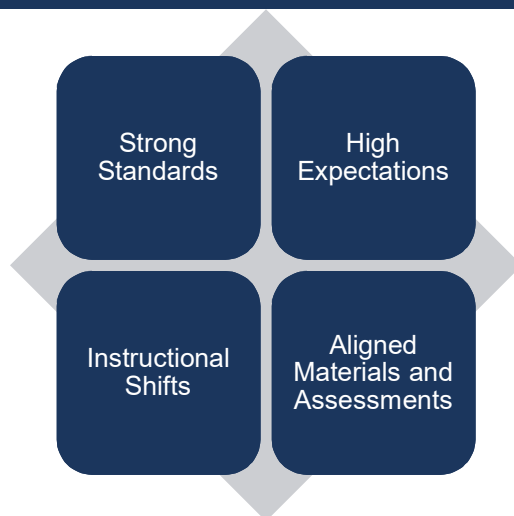 Strong
Standards
High
Expectations
Instructional
Shifts
Aligned
Materials and
Assessments